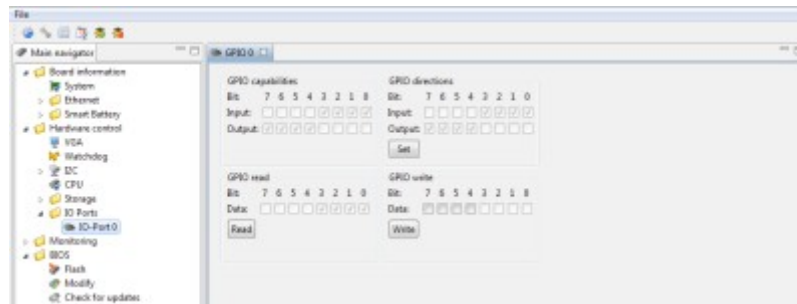 File
Main navigator
GPIO 0
Board information
System
Ethernet
Smart Battery
Hardware control
VGA
Watchdog
I2C
CPU
Storage
IO Ports
IO-Port 0
Monitoring
BIOS
Flash
Modify
Check for updates
GPIO capabilities
Bit: 7 6 5 4 3 2 1 0
Input:
Output:
GPIO directions
Bit: 7 6 5 4 3 2 1 0
Input:
Output:
Set
GPIO read
Bit: 7 6 5 4 3 2 1 0
Data:
Read
GPIO write
Bit: 7 6 5 4 3 2 1 0
Data:
Write